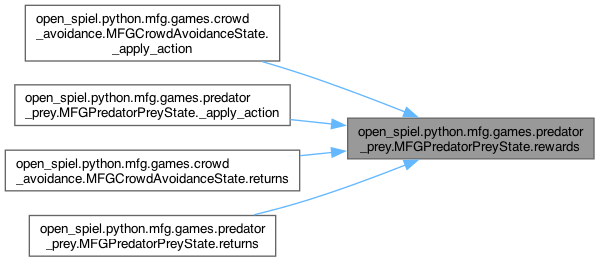 open_spiel.python.mfg.games.crowd
_avoidance.MFGCrowdAvoidanceState.
_apply_action
open_spiel.python.mfg.games.predator
_prey.MFGPredatorPreyState._apply_action
open_spiel.python.mfg.games.predator
_prey.MFGPredatorPreyState.rewards
open_spiel.python.mfg.games.crowd
_avoidance.MFGCrowdAvoidanceState.returns
open_spiel.python.mfg.games.predator
_prey.MFGPredatorPreyState.returns